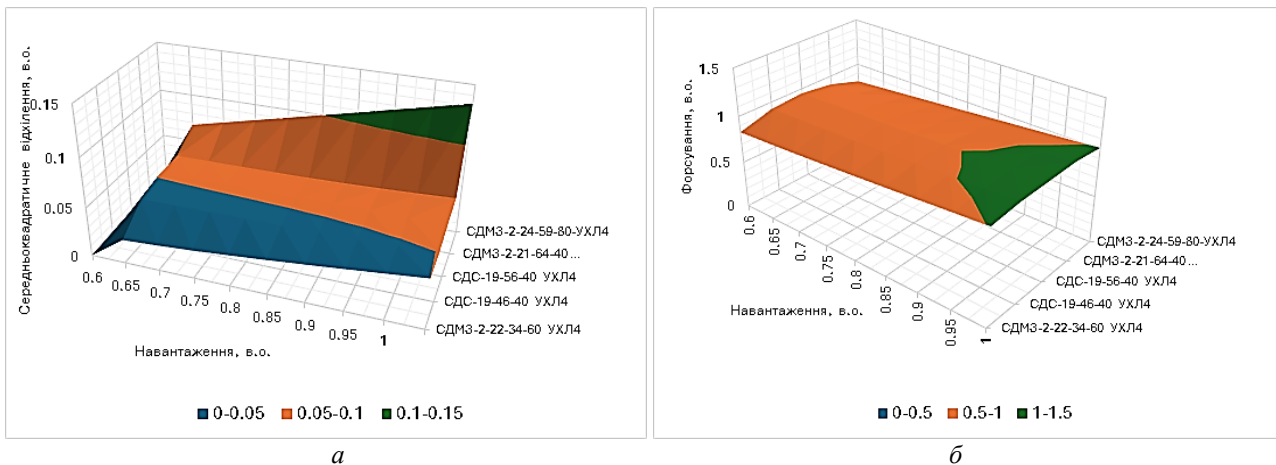 Середньоквадратичне відхілення, в.о.
0.15
0.1
0.05
0
0.6
0.65
0.7
0.75
0.8
0.85
0.9
0.95
1
Навантаження, в.о.
СДМЗ-2-24-59-80-УХЛ4
СДМЗ-2-21-64-40...
СДС-19-56-40 УХЛ4
СДС-19-46-40 УХЛ4
СДМЗ-2-22-34-60 УХЛ4
0-0.05 0.05-0.1 0.1-0.15
а
Форсування, в.о.
1.5
1
0.5
0
0.6
0.65
0.7
0.75
0.8
0.85
0.9
0.95
1
Навантаження, в.о.
СДМЗ-2-24-59-80-УХЛ4
СДМЗ-2-21-64-40...
СДС-19-56-40 УХЛ4
СДС-19-46-40 УХЛ4
СДМЗ-2-22-34-60 УХЛ4
0-0.5 0.5-1 1-1.5
б